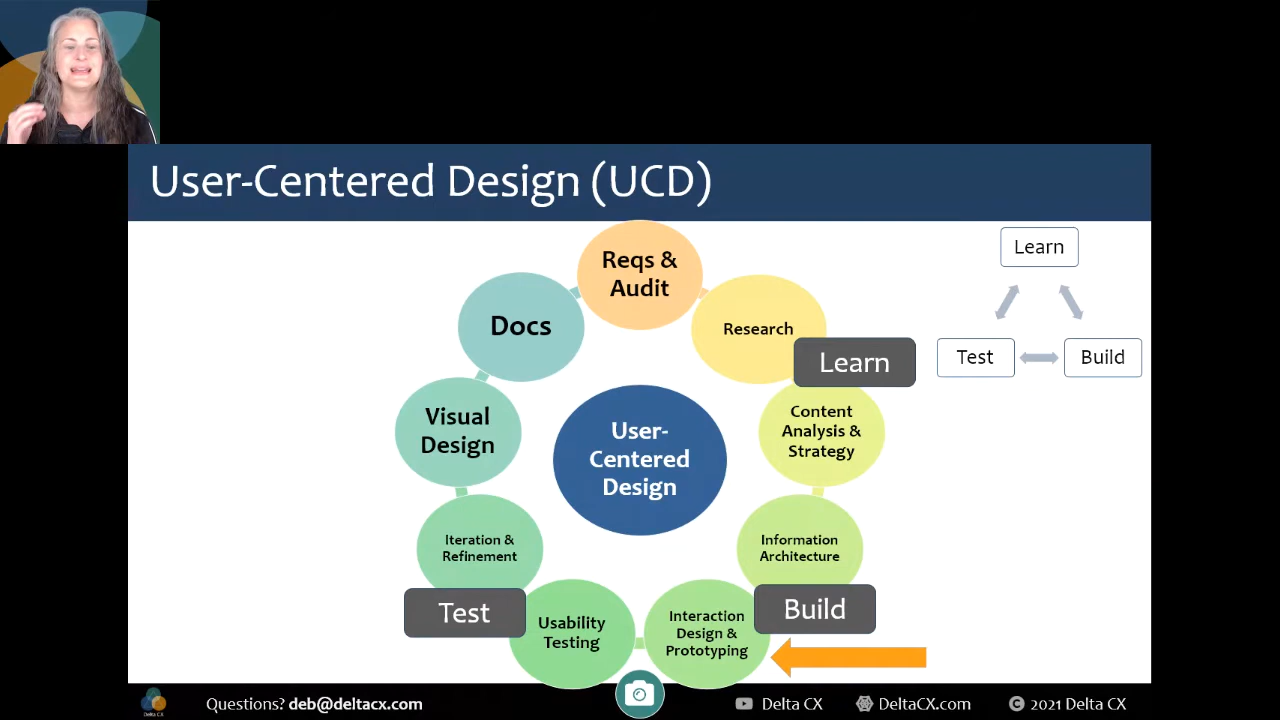 User-Centered Design (UCD)
Reqs &
Audit
Research
Learn
Content
Analysis &
Strategy
Information
Architecture
Build
Interaction
Design &
Prototyping
Usability
Testing
Test
Iteration &
Refinement
Visual
Design
Docs
User-
Centered
Design
Learn
Test
Build
Delta CX
Questions? deb@deltacx.com
Delta CX
DeltaCX.com
© 2021 Delta CX